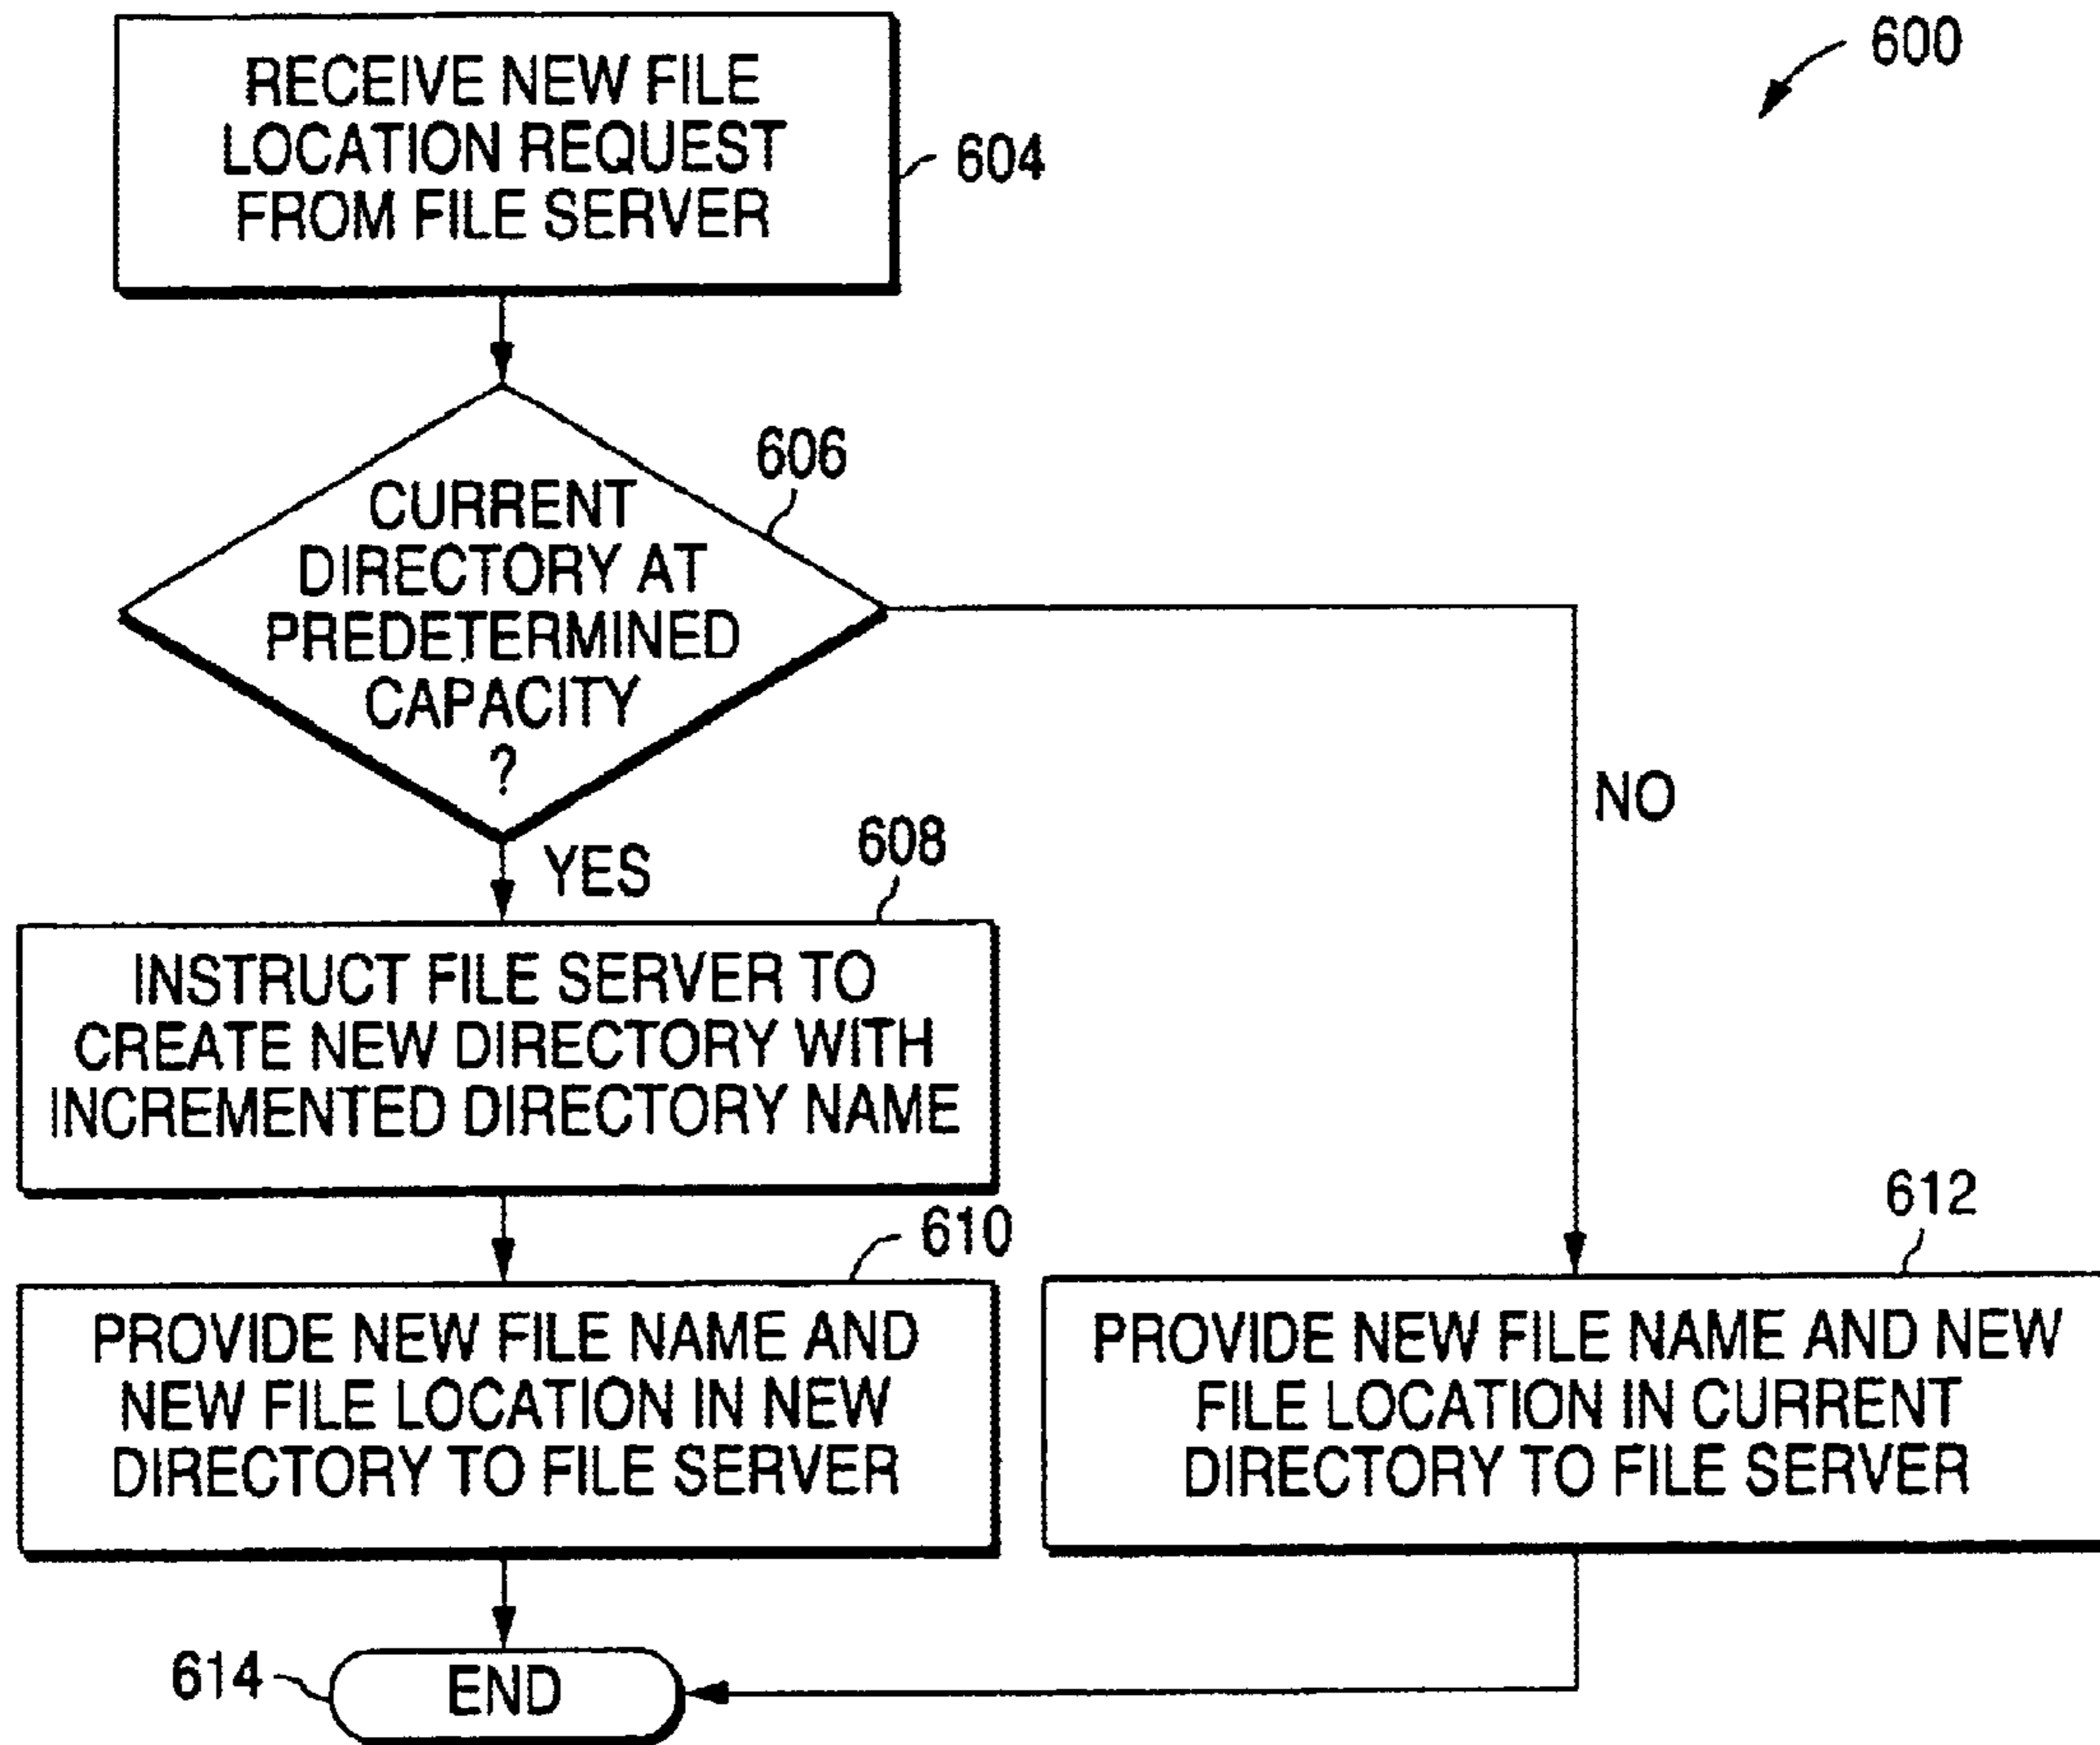 600
RECEIVE NEW FILE
LOCATION REQUEST
FROM FILE SERVER
604
606
CURRENT
DIRECTORY AT
PREDETERMINED
CAPACITY
?
NO
YES
608
INSTRUCT FILE SERVER TO
CREATE NEW DIRECTORY WITH
INCREMENTED DIRECTORY NAME
610
PROVIDE NEW FILE NAME AND
NEW FILE LOCATION IN NEW
DIRECTORY TO FILE SERVER
612
PROVIDE NEW FILE NAME AND NEW
FILE LOCATION IN CURRENT
DIRECTORY TO FILE SERVER
614
END